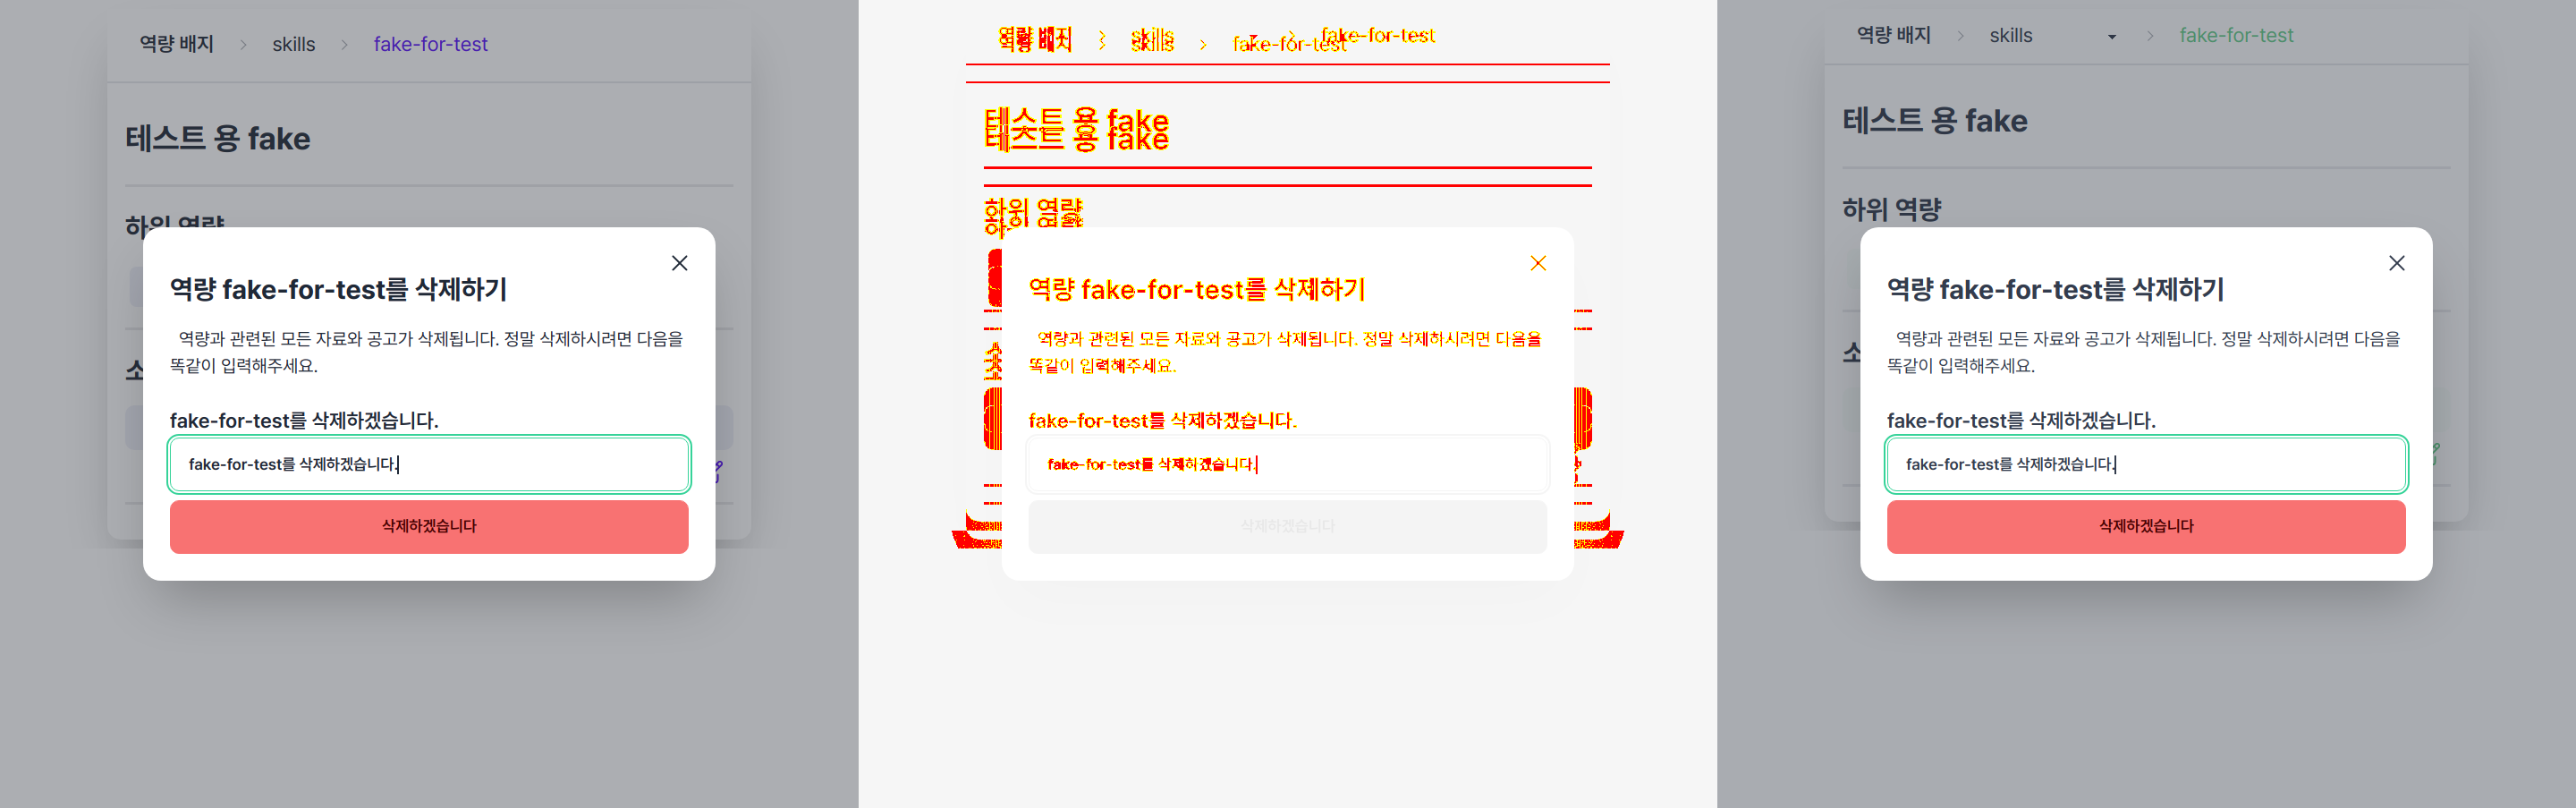 역량 배지 > skills > fake-for-test
테스트 용 fake
하위 역량
소
역량 fake-for-test를 삭제하기
역량과 관련된 모든 자료와 공고가 삭제됩니다. 정말 삭제하시려면 다음을
똑같이 입력해주세요.
fake-for-test를 삭제하겠습니다.
fake-for-test를 삭제하겠습니다.
삭제하겠습니다
역량 배지 > skills > fake-for-test
역량 배지 > skills > fake-for-test
테스트 용 fake
테스트 용 fake
하위 역량
역량 fake-for-test를 삭제하기
역량과 관련된 모든 자료와 공고가 삭제됩니다. 정말 삭제하시려면 다음을
똑같이 입력해주세요.
fake-for-test를 삭제하겠습니다.
fake-for-test를 삭제하겠습니다.
삭제하겠습니다
역량 배지 > skills > fake-for-test
테스트 용 fake
하위 역량
소
역량 fake-for-test를 삭제하기
역량과 관련된 모든 자료와 공고가 삭제됩니다. 정말 삭제하시려면 다음을
똑같이 입력해주세요.
fake-for-test를 삭제하겠습니다.
fake-for-test를 삭제하겠습니다.
삭제하겠습니다